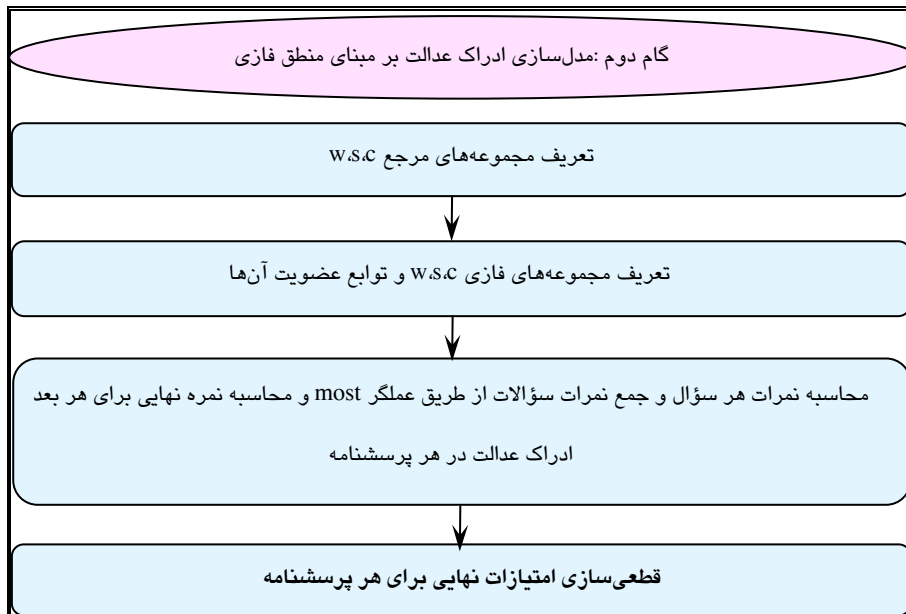 گام دوم :مدل‌سازی ادراک عدالت بر مبنای منطق فازی
تعریف مجموعه‌های مرجع w،s،c
تعریف مجموعه‌های فازی w،s،c و توابع عضویت آن‌ها
محاسبه نمرات هر سؤال و جمع نمرات سؤالات از طریق عملگر most و محاسبه نمره نهایی برای هر بعد
ادراک عدالت در هر پرسشنامه
قطعی‌سازی امتیازات نهایی برای هر پرسشنامه